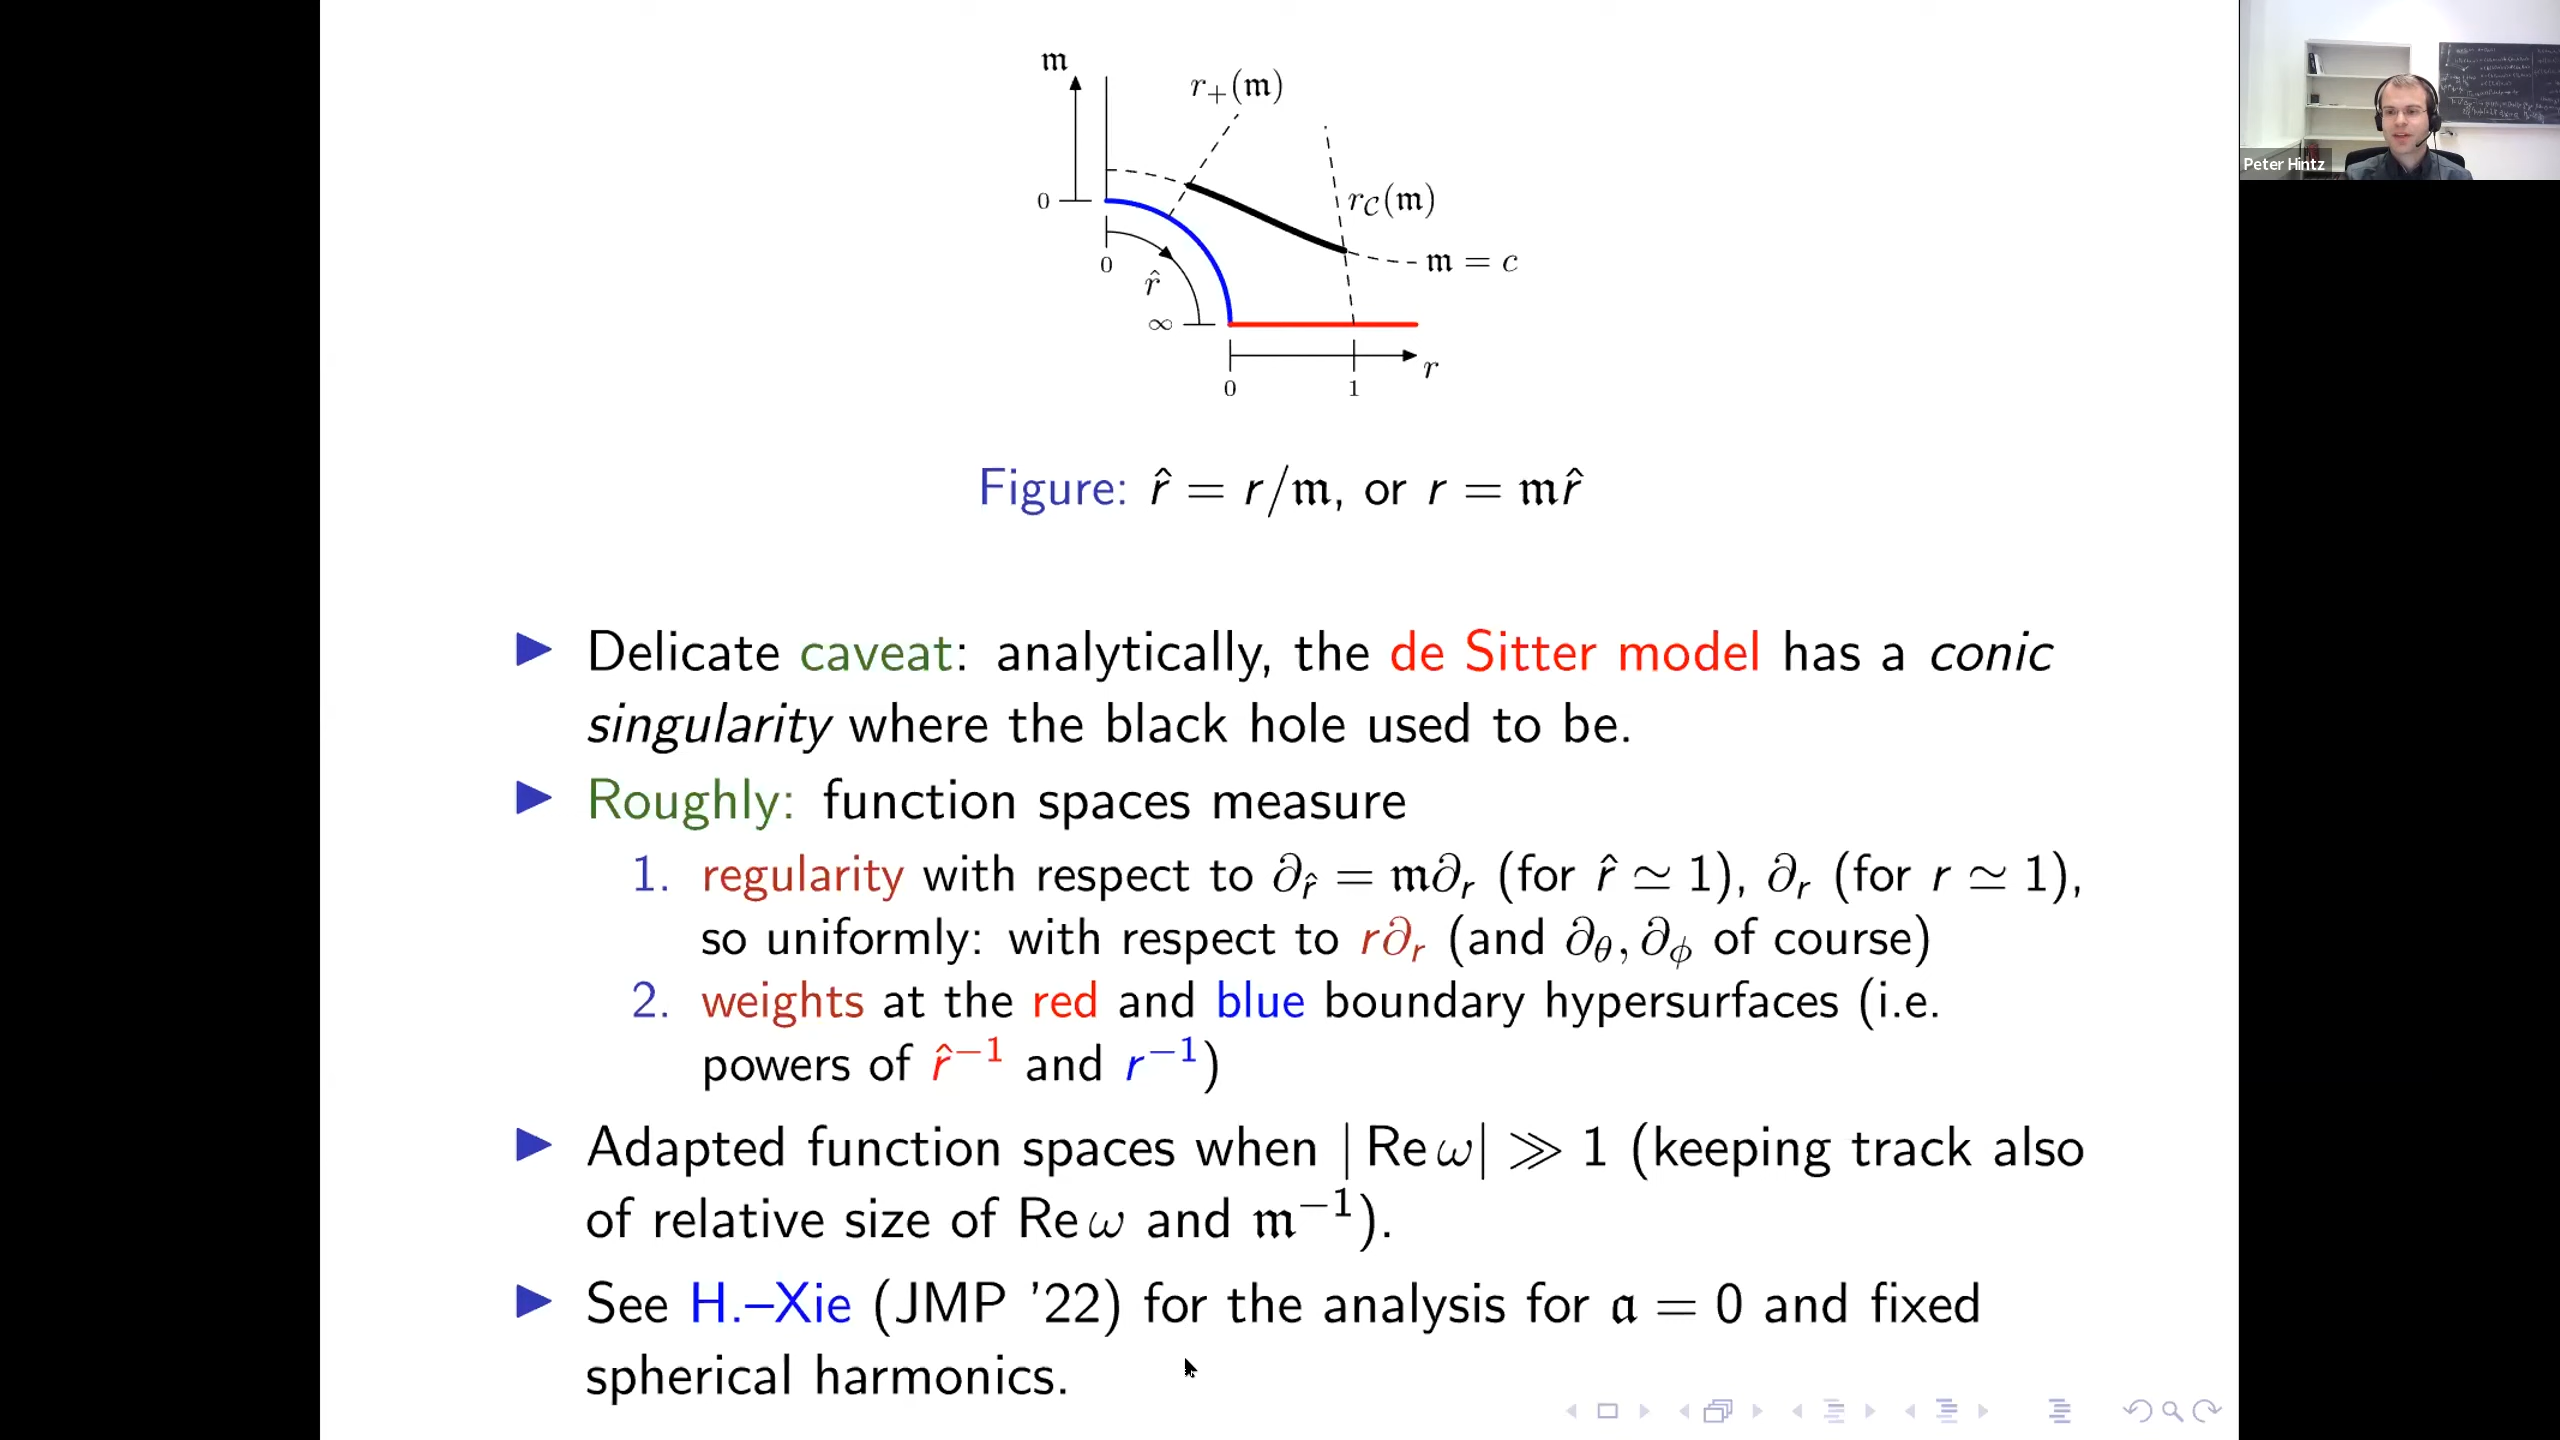 𝔪
r₊(𝔪)
Peter Hintz
0
r_𝒞(𝔪)
0
𝔪 = c
r̂
∞
r
0 1
Figure: r̂ = r/𝔪, or r = 𝔪r̂
▶ Delicate caveat: analytically, the de Sitter model has a conic
singularity where the black hole used to be.
▶ Roughly: function spaces measure
1. regularity with respect to ∂_r̂ = 𝔪∂_r (for r̂ ≃ 1), ∂_r (for r ≃ 1),
so uniformly: with respect to r∂_r (and ∂_θ, ∂_ϕ of course)
2. weights at the red and blue boundary hypersurfaces (i.e.
powers of r̂⁻¹ and r⁻¹)
▶ Adapted function spaces when | Re ω| ≫ 1 (keeping track also
of relative size of Re ω and 𝔪⁻¹).
▶ See H.–Xie (JMP ’22) for the analysis for 𝔞 = 0 and fixed
spherical harmonics.